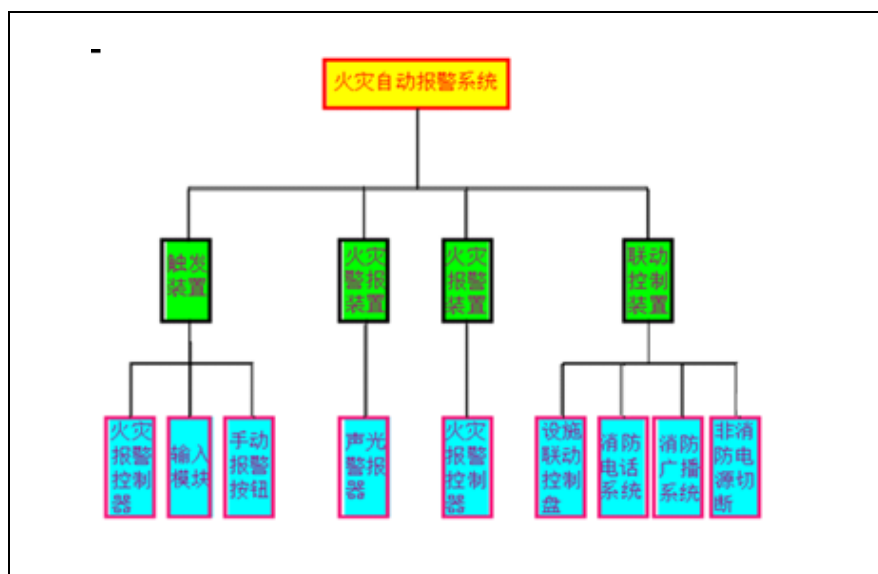 火灾自动报警系统
触发
装置
火灾
警报
装置
火灾
报警
装置
联动
控制
装置
火灾
报警
控制
器
输入
模块
手动
报警
按钮
声光
警报
器
火灾
报警
控制
器
设施
联动
控制
盘
消防
电话
系统
消防
广播
系统
非消
防电
源切
断